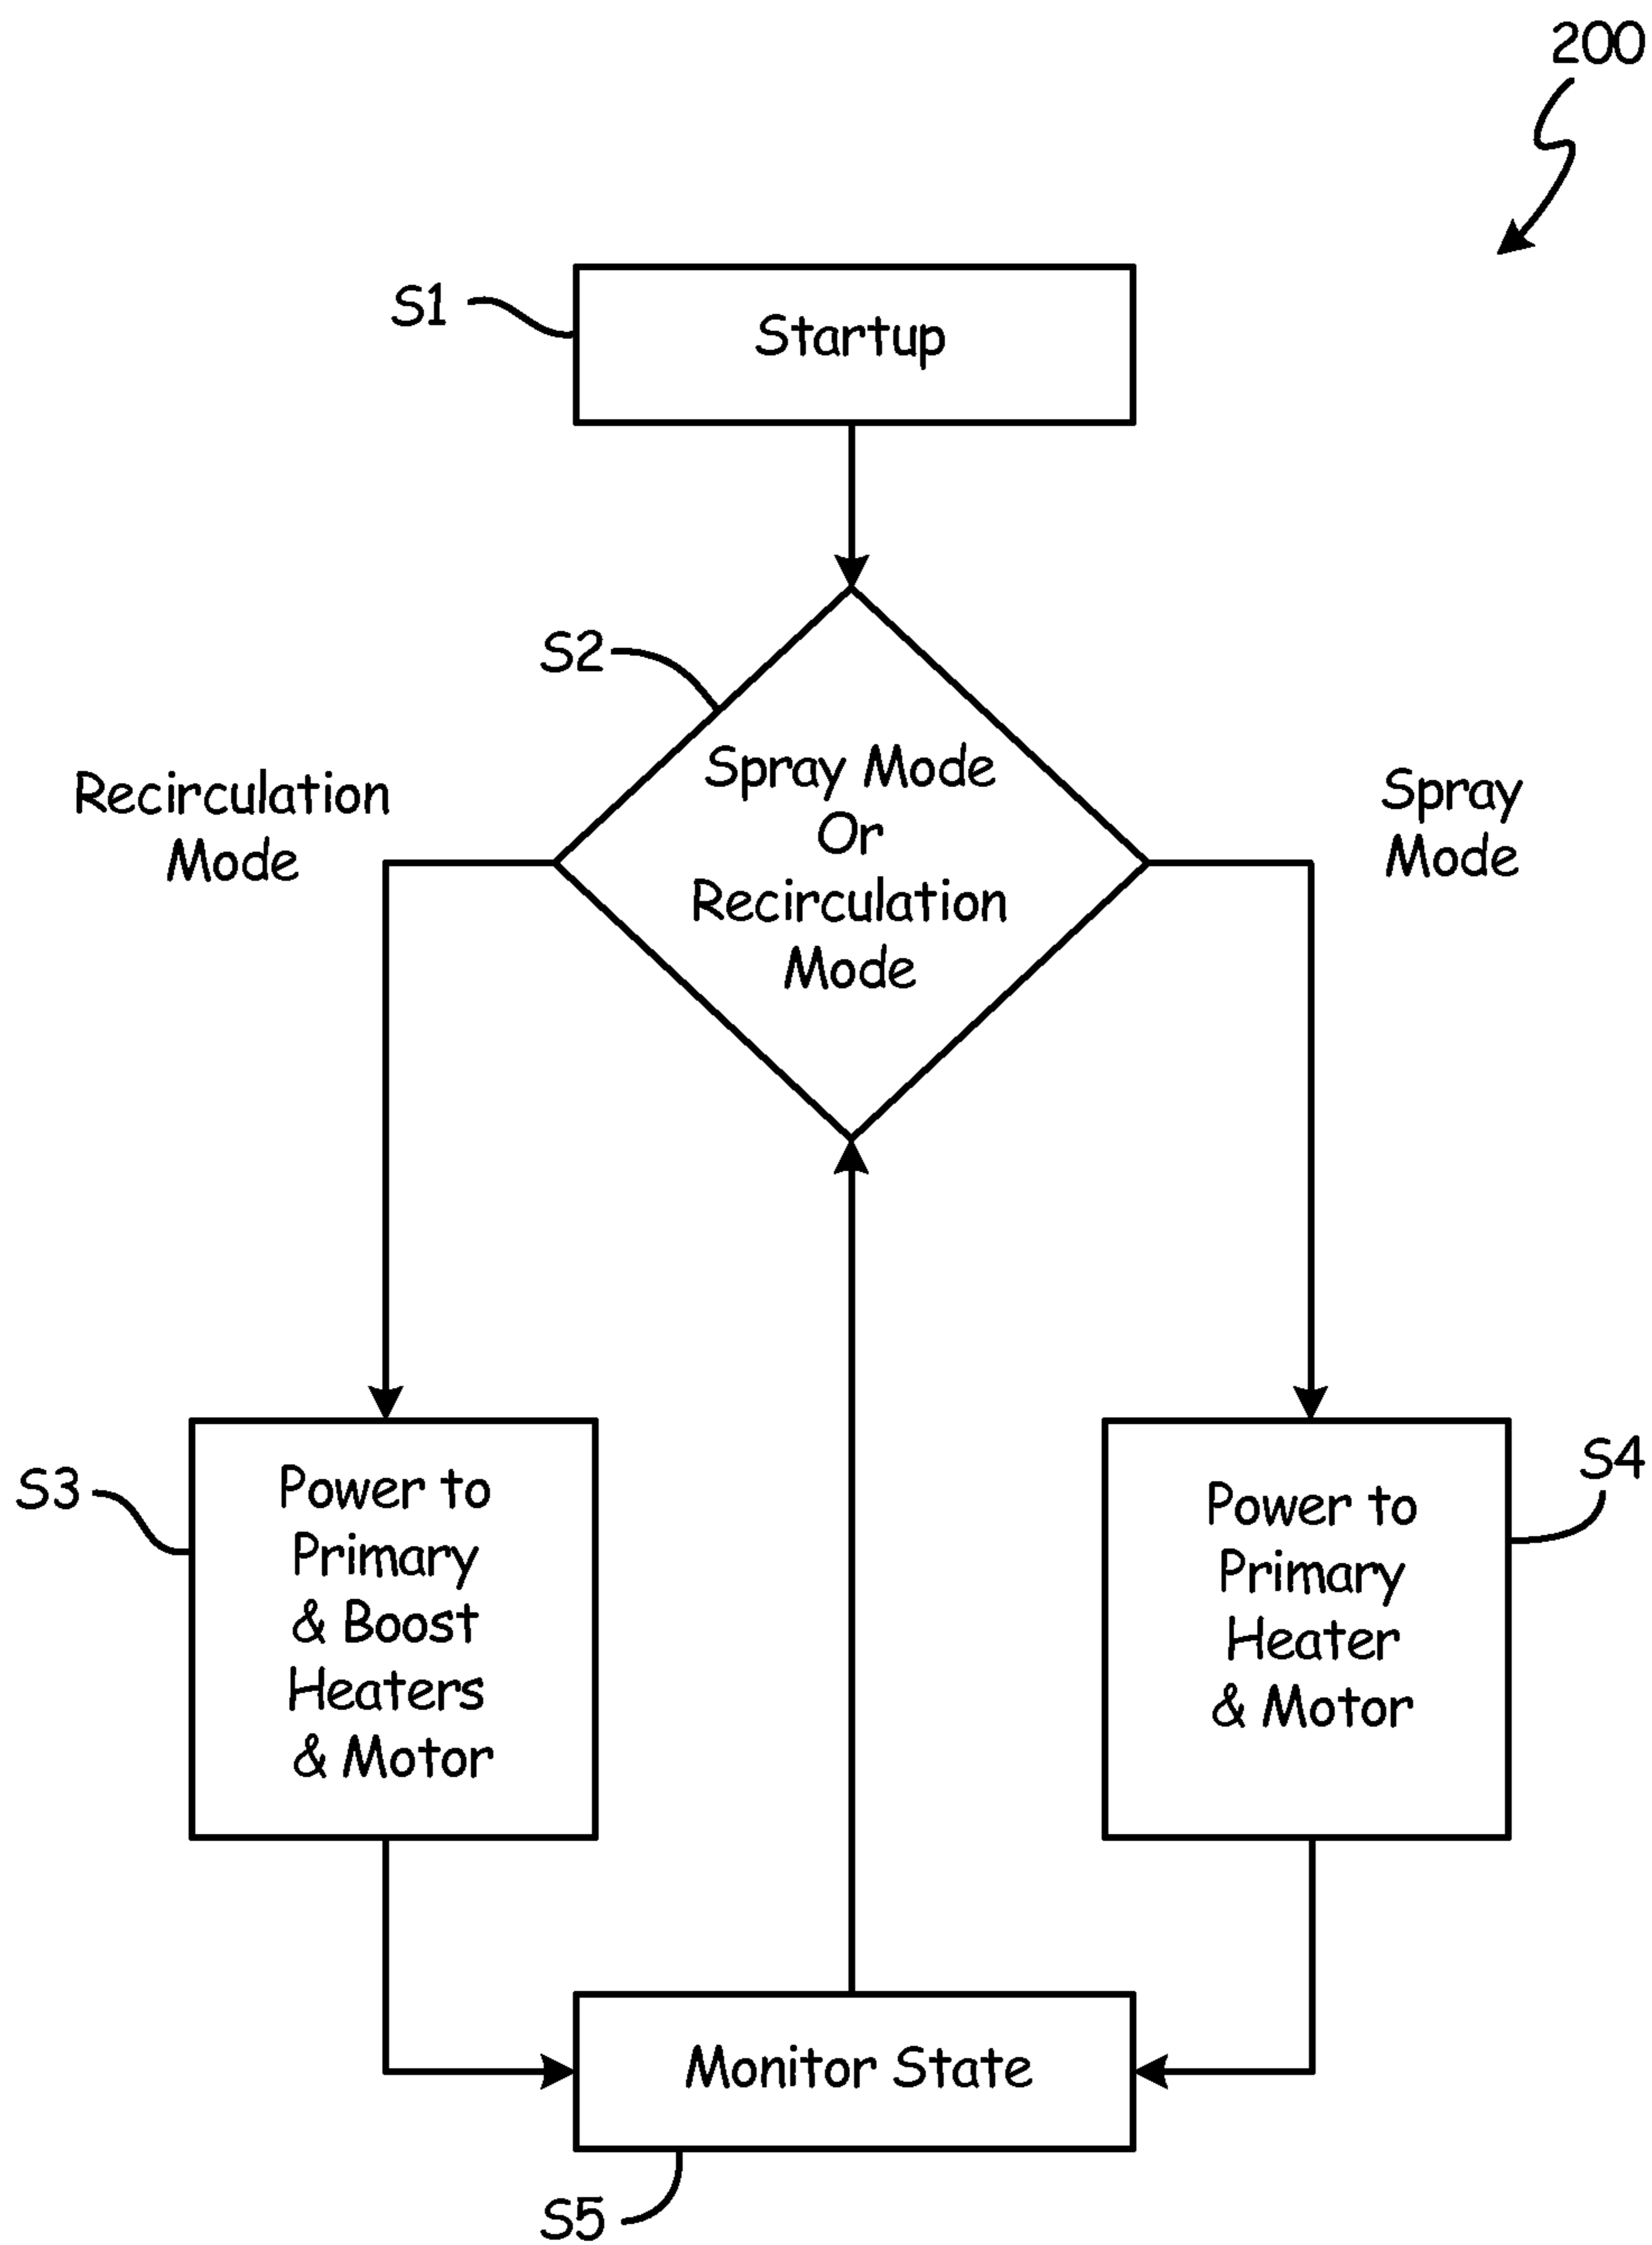 200
S1
Startup
S2
Spray Mode
Or
Recirculation
Mode
Recirculation
Mode
Spray
Mode
S3
Power to
Primary
& Boost
Heaters
& Motor
S4
Power to
Primary
Heater
& Motor
Monitor State
S5